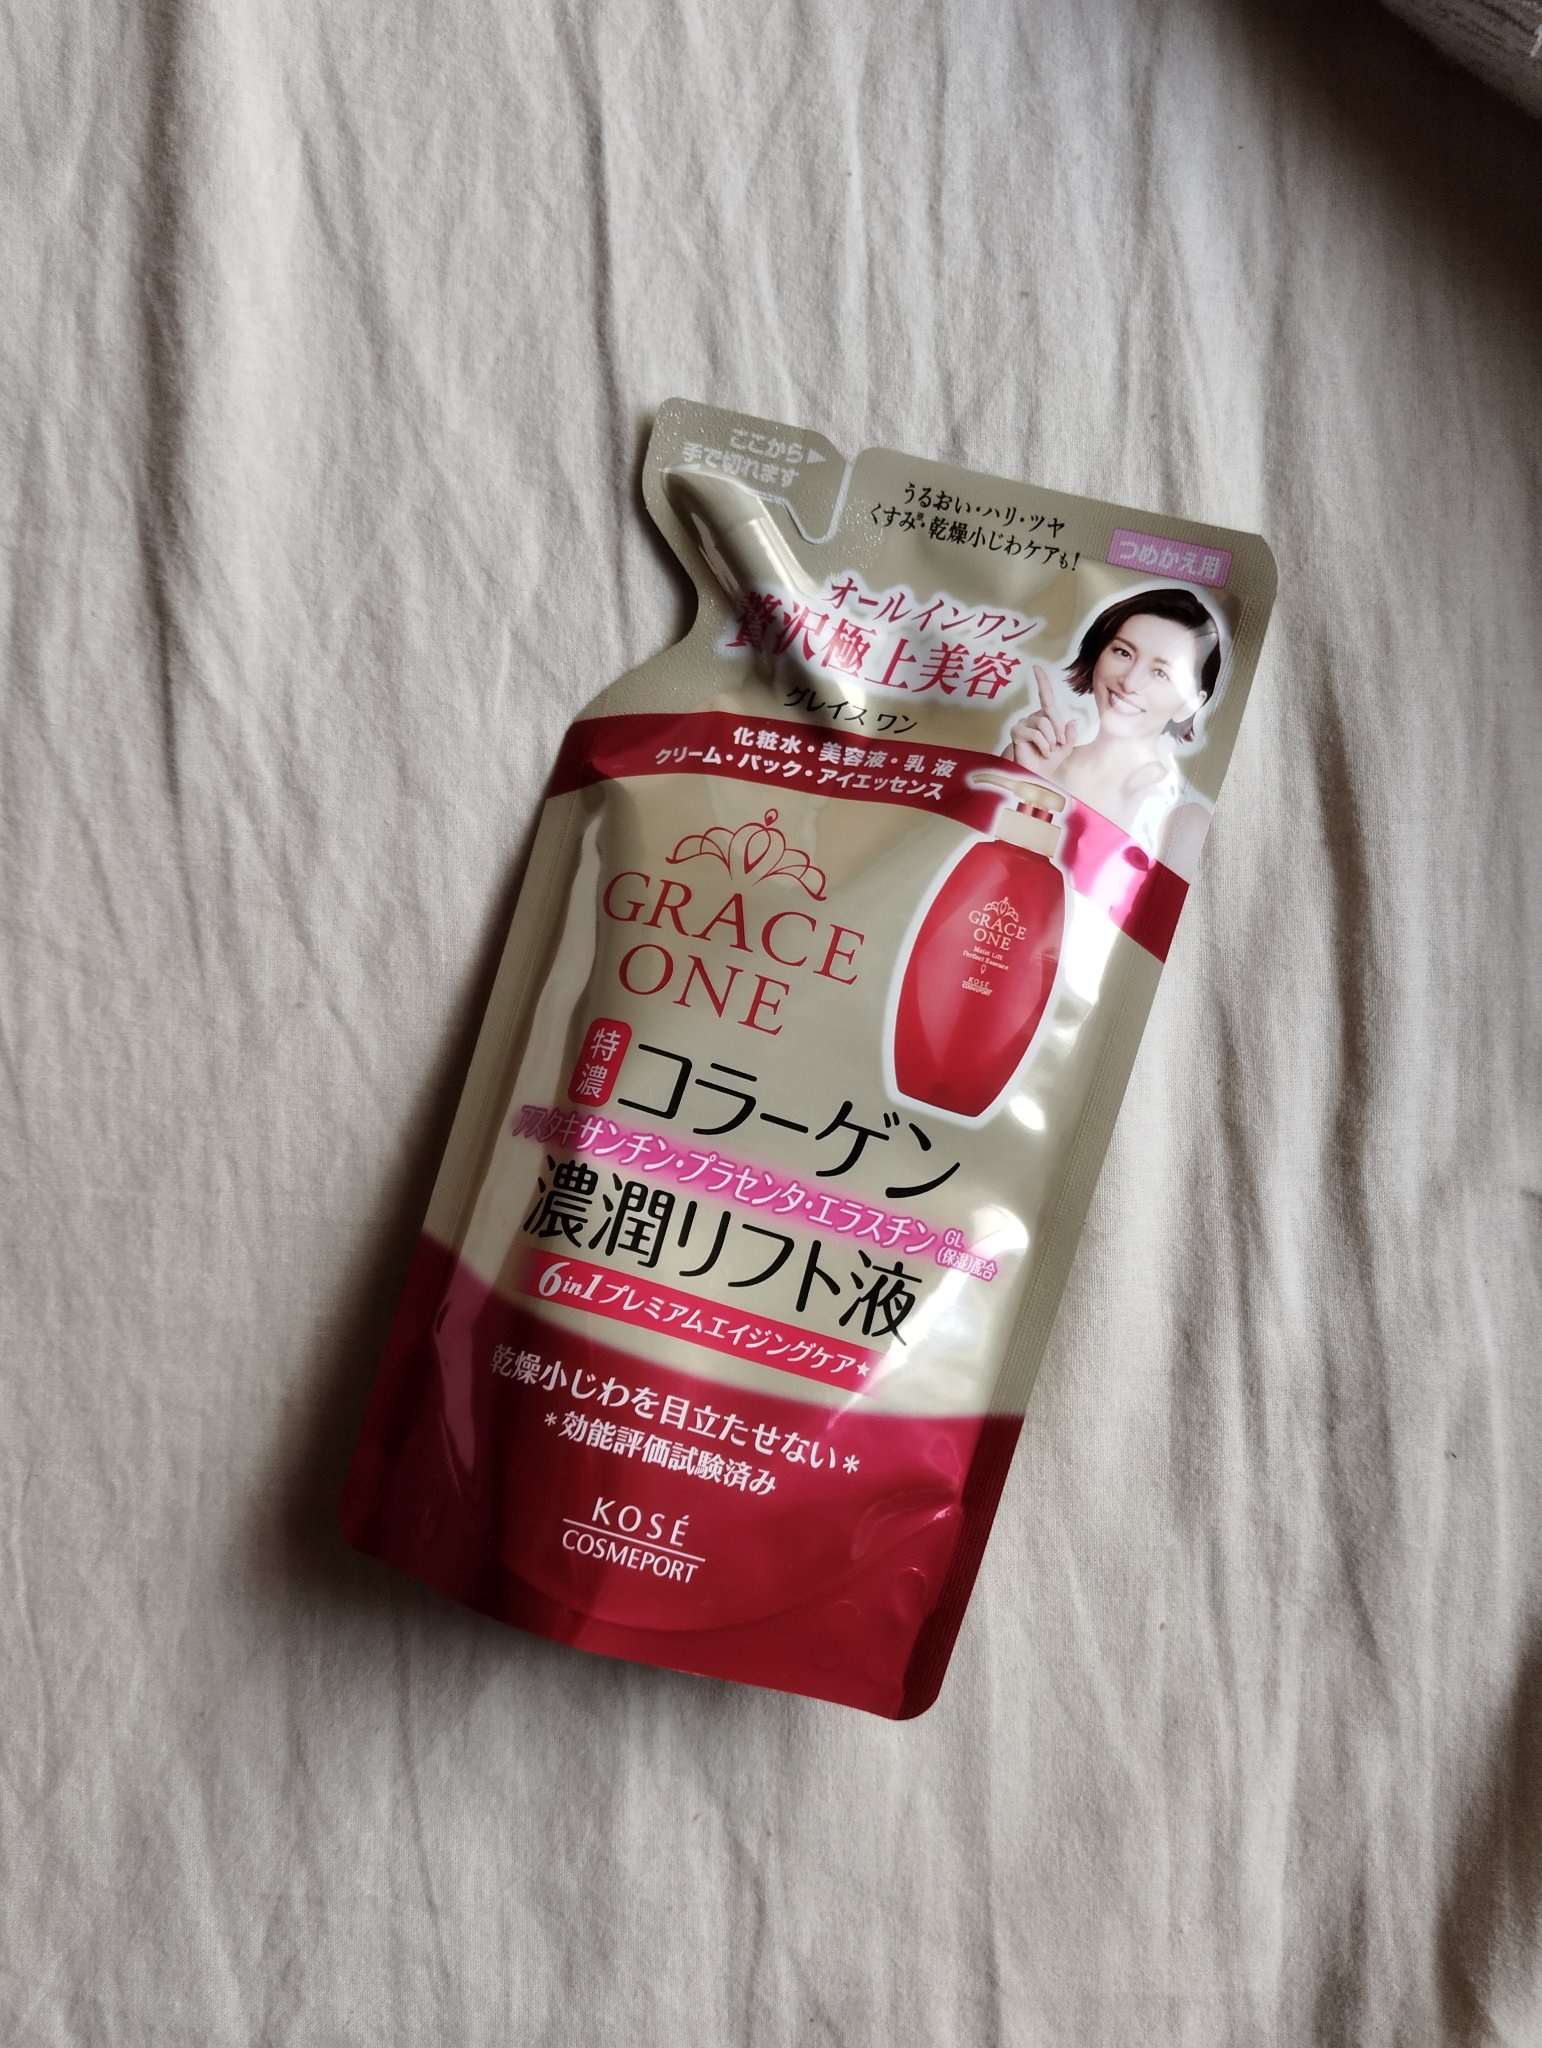 ここから▶
手で切れます
うるおい・ハリ・ツヤ
くすみ※・乾燥小じわケアも!
つめかえ用
オールインワン
贅沢極上美容
グレイス ワン
化粧水・美容液・乳液
クリーム・パック・アイエッセンス
GRACE
ONE
GRACE
ONE
Moist Lift
Perfect Essence
KOSÉ
COSMEPORT
特濃
コラーゲン
アスタキサンチン・プラセンタ・エラスチン GL(保湿)配合
濃潤リフト液
6in1プレミアムエイジングケア★
乾燥小じわを目立たせない*
*効能評価試験済み
KOSÉ
COSMEPORT